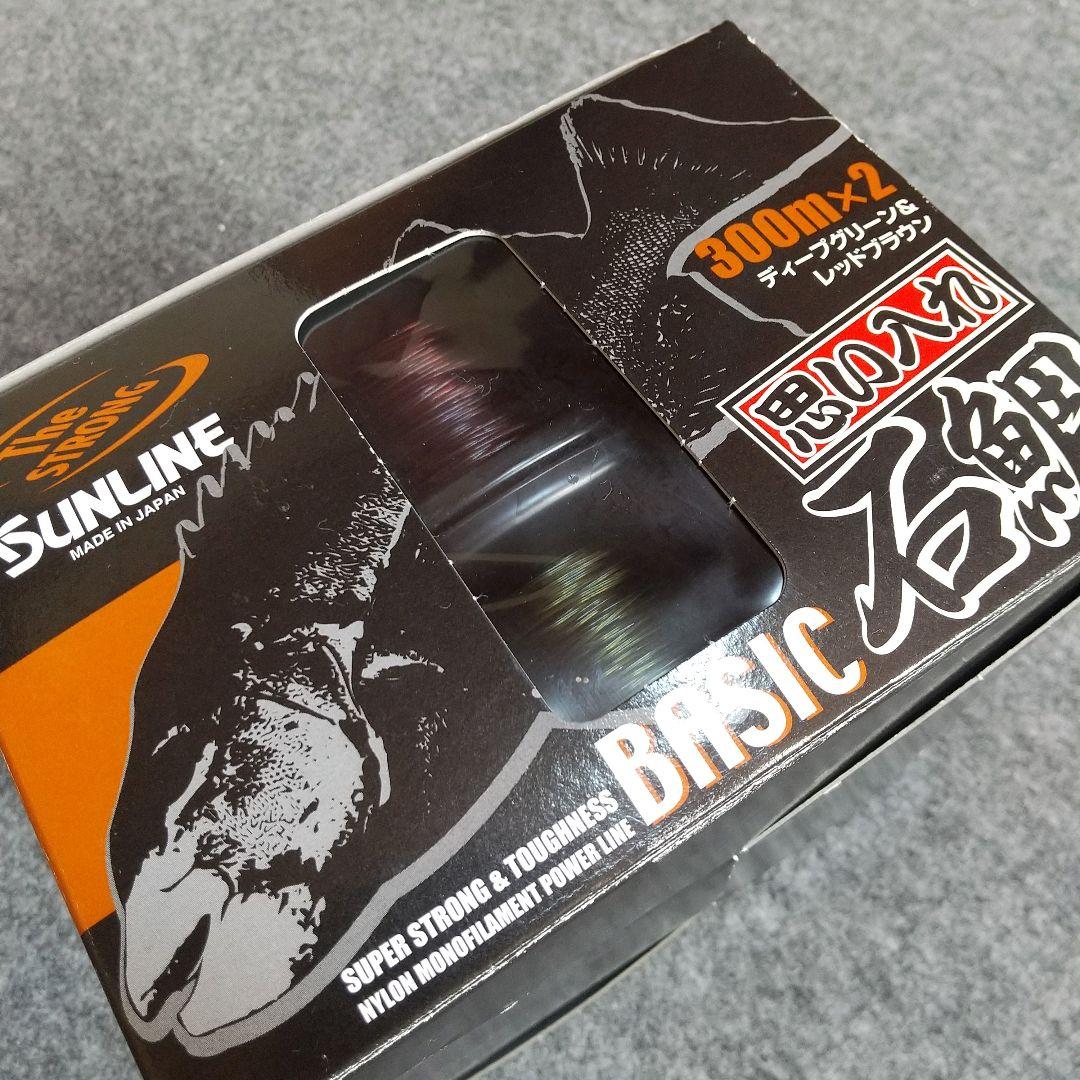 The
STRONG
SUNLINE
MADE IN JAPAN
300m×2
ディープグリーン&
レッドブラウン
思い入れ
石鯛
BASIC
SUPER STRONG & TOUGHNESS
NYLON MONOFILAMENT POWER LINE